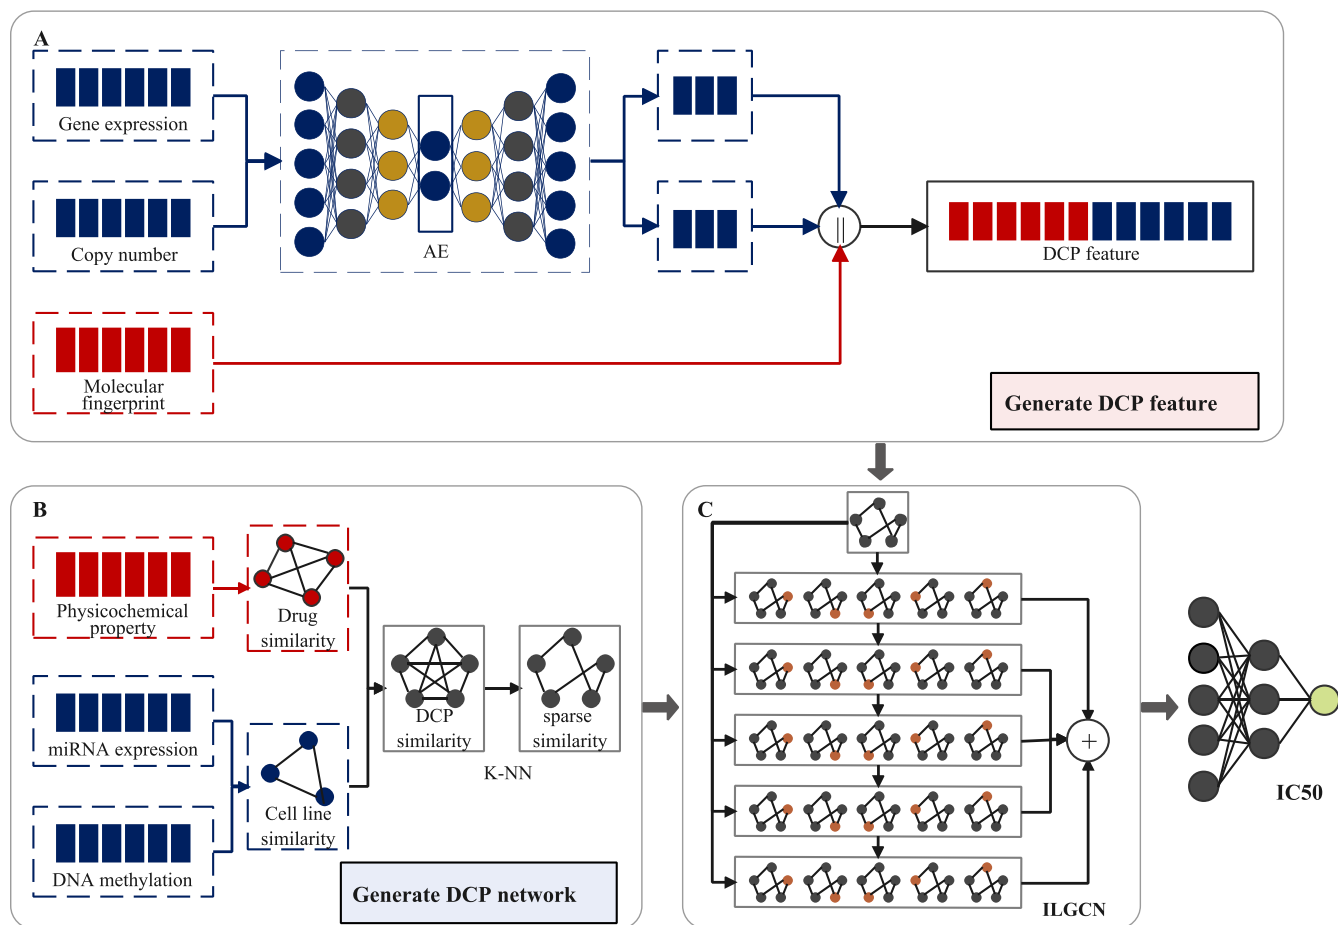 A
Gene expression
Copy number
AE
||
DCP feature
Molecular
fingerprint
Generate DCP feature
B
Physicochemical
property
Drug
similarity
miRNA expression
DNA methylation
Cell line
similarity
DCP
similarity
sparse
similarity
K-NN
Generate DCP network
C
+
ILGCN
IC50